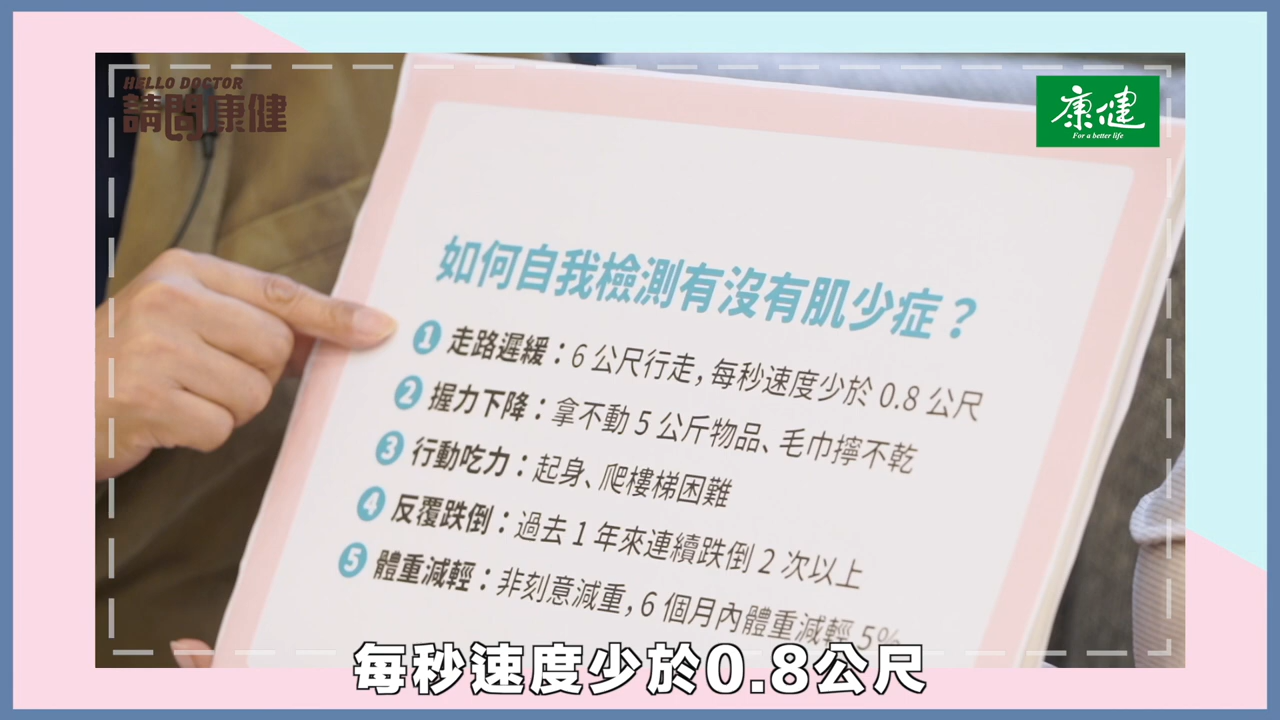 HELLO DOCTOR
請問康健
康健
For a better life
如何自我檢測有沒有肌少症？
1 走路遲緩：6 公尺行走，每秒速度少於 0.8 公尺
2 握力下降：拿不動 5 公斤物品、毛巾擰不乾
3 行動吃力：起身、爬樓梯困難
4 反覆跌倒：過去 1 年來連續跌倒 2 次以上
5 體重減輕：非刻意減重，6 個月內體重減輕 5%
每秒速度少於0.8公尺